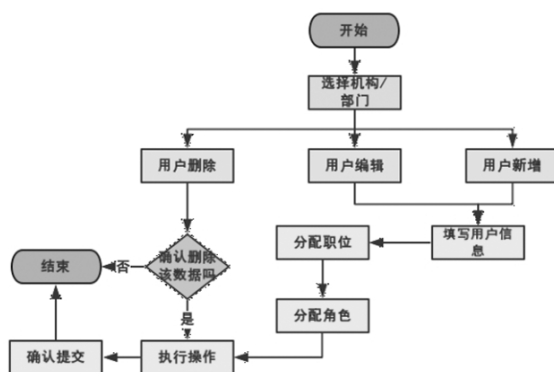 开始
选择机构/
部门
用户删除
用户编辑
用户新增
填写用户信
息
分配职位
确认删除
该数据吗
否
结束
是
分配角色
确认提交
执行操作